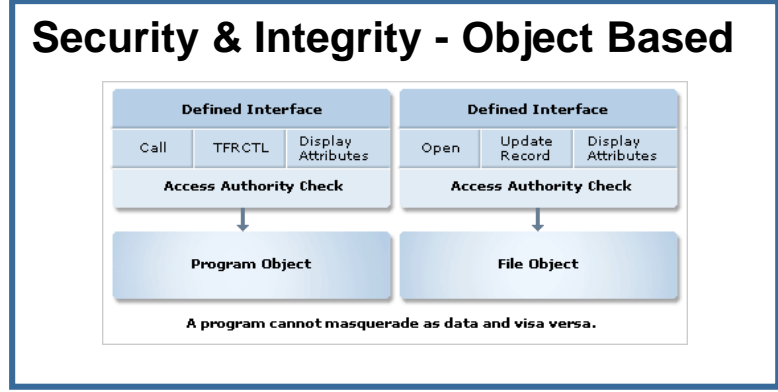 Security & Integrity - Object Based
Defined Interface
Call
TFRCTL
Display
Attributes
Access Authority Check
Program Object
Defined Interface
Open
Update
Record
Display
Attributes
Access Authority Check
File Object
A program cannot masquerade as data and visa versa.